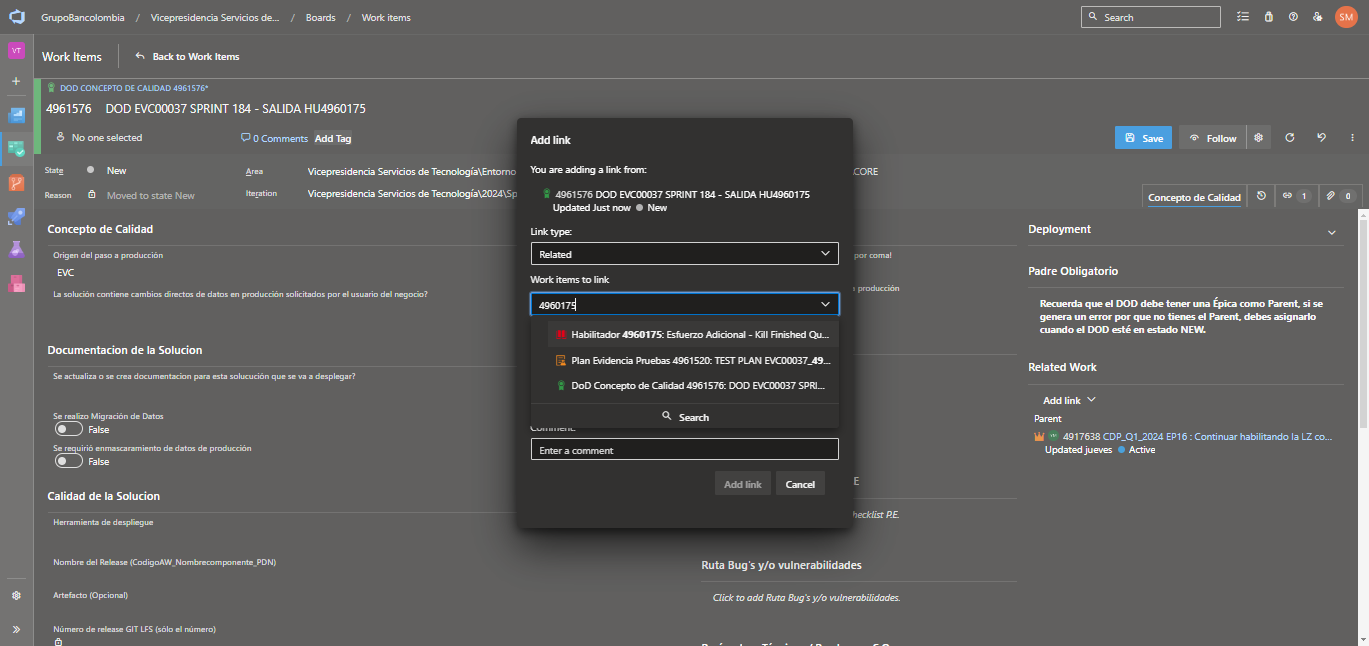 GrupoBancolombia / Vicepresidencia Servicios de... / Boards / Work items
Search
SM
VT
Work Items
Back to Work Items
DOD CONCEPTO DE CALIDAD 4961576*
4961576 DOD EVC00037 SPRINT 184 - SALIDA HU4960175
No one selected
0 Comments
Add Tag
Save
Follow
State
New
Area
Vicepresidencia Servicios de Tecnología\Entorno
CORE
Reason
Moved to state New
Iteration
Vicepresidencia Servicios de Tecnología\2024\Sp
Concepto de Calidad
1
0
Concepto de Calidad
Origen del paso a producción
EVC
La solución contiene cambios directos de datos en producción solicitados por el usuario del negocio?
Documentacion de la Solucion
Se actualiza o se crea documentacion para esta solucución que se va a desplegar?
Se realizo Migración de Datos
False
Se requirió enmascaramiento de datos de producción
False
Calidad de la Solucion
Herramienta de despliegue
Nombre del Release (CodigoAW_Nombrecomponente_PDN)
Artefacto (Opcional)
Número de release GIT LFS (sólo el número)
Add link
You are adding a link from:
4961576 DOD EVC00037 SPRINT 184 - SALIDA HU4960175
Updated Just now New
Link type:
Related
Work items to link
4960175
Habilitador 4960175: Esfuerzo Adicional - Kill Finished Qu...
Plan Evidencia Pruebas 4961520: TEST PLAN EVC00037_49...
DoD Concepto de Calidad 4961576: DOD EVC00037 SPRI...
Search
Comment:
Enter a comment
Add link
Cancel
por comal
producción
E
hecklist P.E.
Ruta Bug's y/o vulnerabilidades
Click to add Ruta Bug's y/o vulnerabilidades.
Deployment
Padre Obligatorio
Recuerda que el DOD debe tener una Épica como Parent, si se
genera un error por que no tienes el Parent, debes asignarlo
cuando el DOD esté en estado NEW.
Related Work
Add link
Parent
4917638 CDP_Q1_2024 EP16 : Continuar habilitando la LZ co...
Updated jueves Active